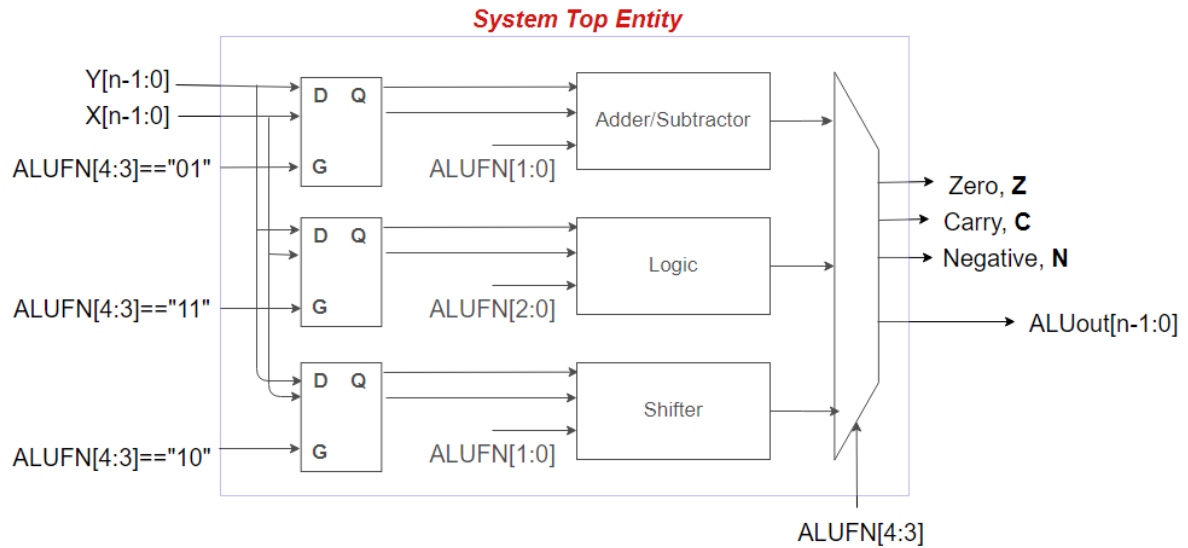 System Top Entity
Y[n-1:0]
X[n-1:0]
ALUFN[4:3]=="01"
D Q
G
ALUFN[1:0]
Adder/Subtractor
D Q
G
ALUFN[4:3]=="11"
ALUFN[2:0]
Logic
D Q
G
ALUFN[4:3]=="10"
ALUFN[1:0]
Shifter
Zero, Z
Carry, C
Negative, N
ALUout[n-1:0]
ALUFN[4:3]